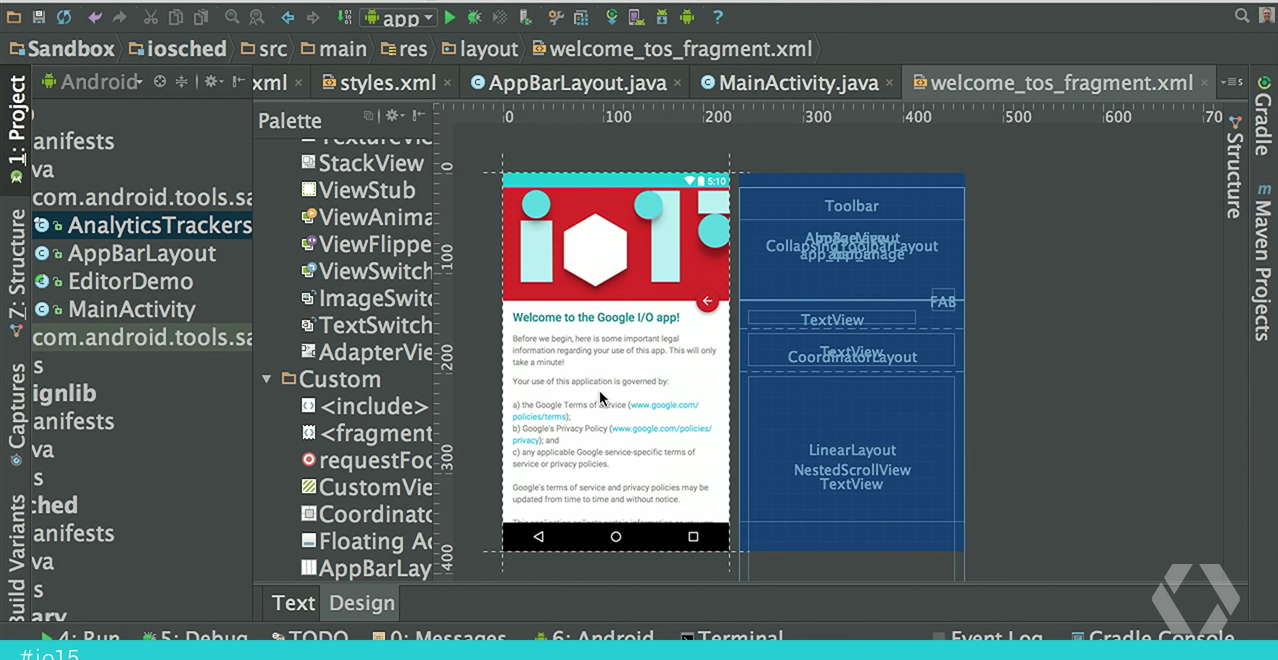 app
Sandbox iosched src main res layout welcome_tos_fragment.xml
1: Project
Android
xml styles.xml AppBarLayout.java MainActivity.java welcome_tos_fragment.xml
Gradle
Structure
Maven Projects
anifests
va
com.android.tools.sa
AnalyticsTrackers
AppBarLayout
EditorDemo
MainActivity
com.android.tools.sa
s
ignlib
anifests
va
s
ched
anifests
va
s
Z: Structure
Captures
Build Variants
Palette
StackView
ViewStub
ViewAnima
ViewFlippe
ViewSwitch
ImageSwitc
TextSwitch
AdapterVie
Custom
<include>
<fragment
requestFoc
CustomVie
Coordinato
Floating Ac
AppBarLay
0 100 200 300 400 500 600 70
0
100
200
300
400
5:10
Welcome to the Google I/O app!
Before we begin, here is some important legal
information regarding your use of this app. This will only
take a minute!
Your use of this application is governed by:
a) the Google Terms of Service (www.google.com/
policies/terms);
b) Google's Privacy Policy (www.google.com/policies/
privacy); and
c) any applicable Google service-specific terms of
service or privacy policies.
Google's terms of service and privacy policies may be
updated from time to time and without notice.
Toolbar
CollapsingToolbarLayout
FAB
TextView
TextView
CoordinatorLayout
LinearLayout
NestedScrollView
TextView
Text Design
4: Run 5: Debug TODO 0: Messages 6: Android Terminal Event Log Gradle Console
#io15